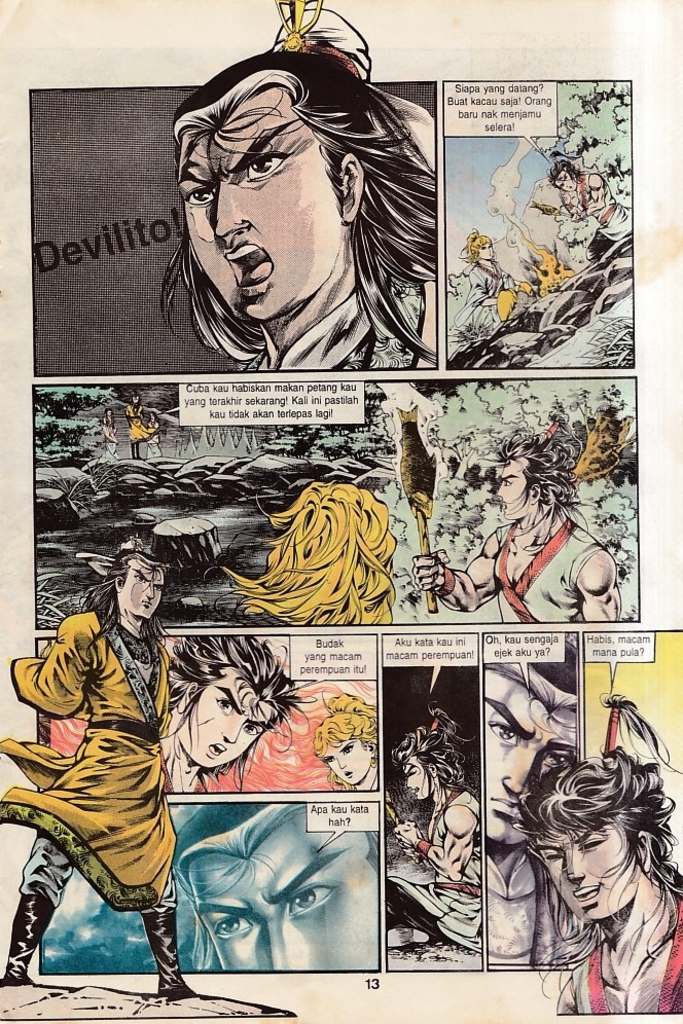 Devilito!
Siapa yang datang?
Buat kacau saja! Orang
baru nak menjamu
selera!
Cuba kau habiskan makan petang kau
yang terakhir sekarang! Kali ini pastilah
kau tidak akan terlepas lagi!
Budak
yang macam
perempuan itu!
Apa kau kata
hah?
Aku kata kau ini
macam perempuan!
Oh, kau sengaja
ejek aku ya?
Habis, macam
mana pula?
13